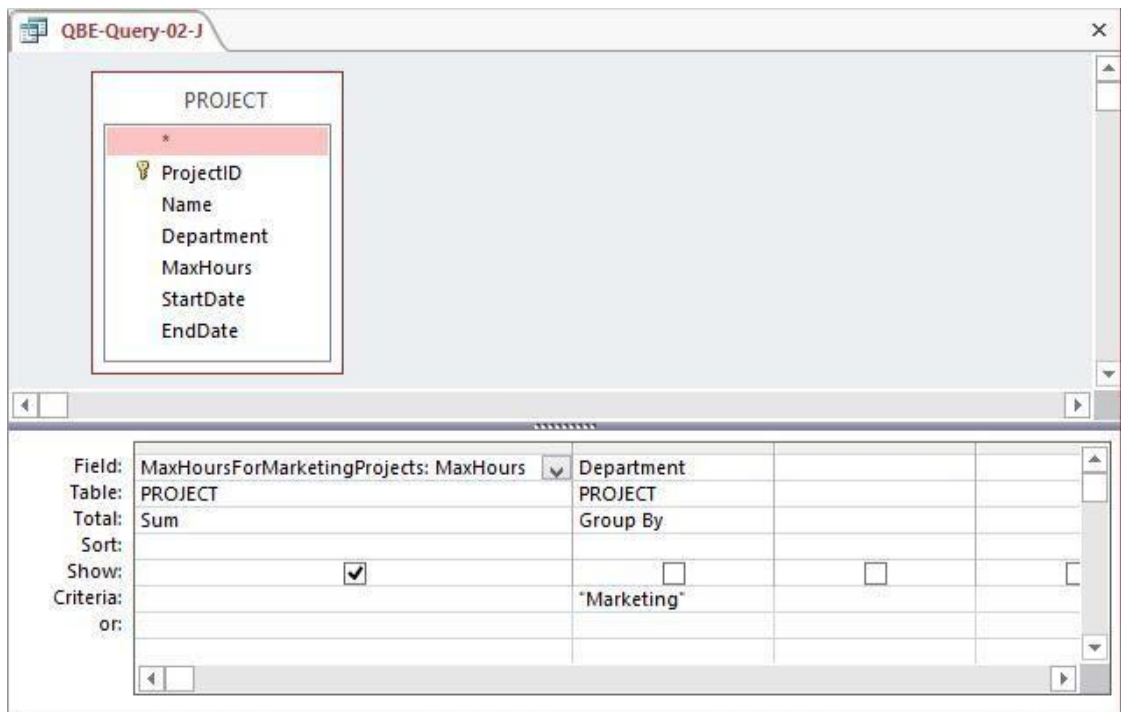 QBE-Query-02-J
PROJECT
*
ProjectID
Name
Department
MaxHours
StartDate
EndDate
Field: MaxHoursForMarketingProjects: MaxHours Department
Table: PROJECT PROJECT
Total: Sum Group By
Sort:
Show:
Criteria: "Marketing"
or: